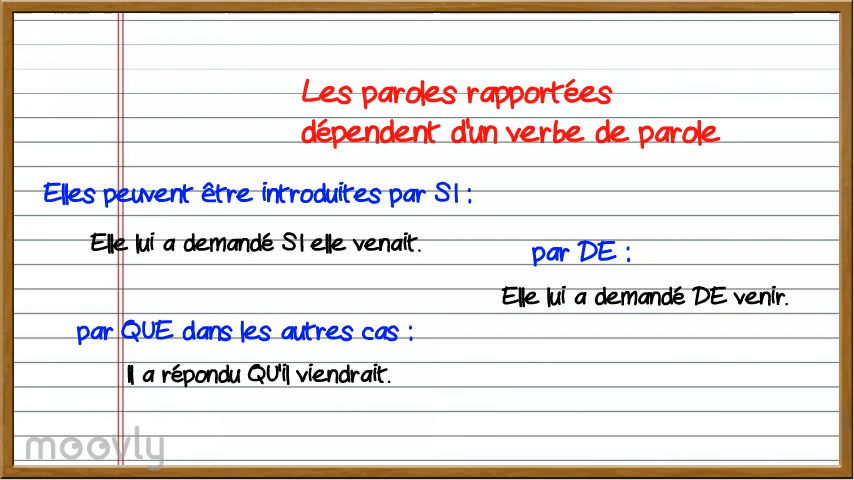 Les paroles rapportées
dépendent d'un verbe de parole
Elles peuvent être introduites par SI :
Elle lui a demandé SI elle venait.
par DE :
Elle lui a demandé DE venir.
par QUE dans les autres cas :
Il a répondu QU'il viendrait.
moovly